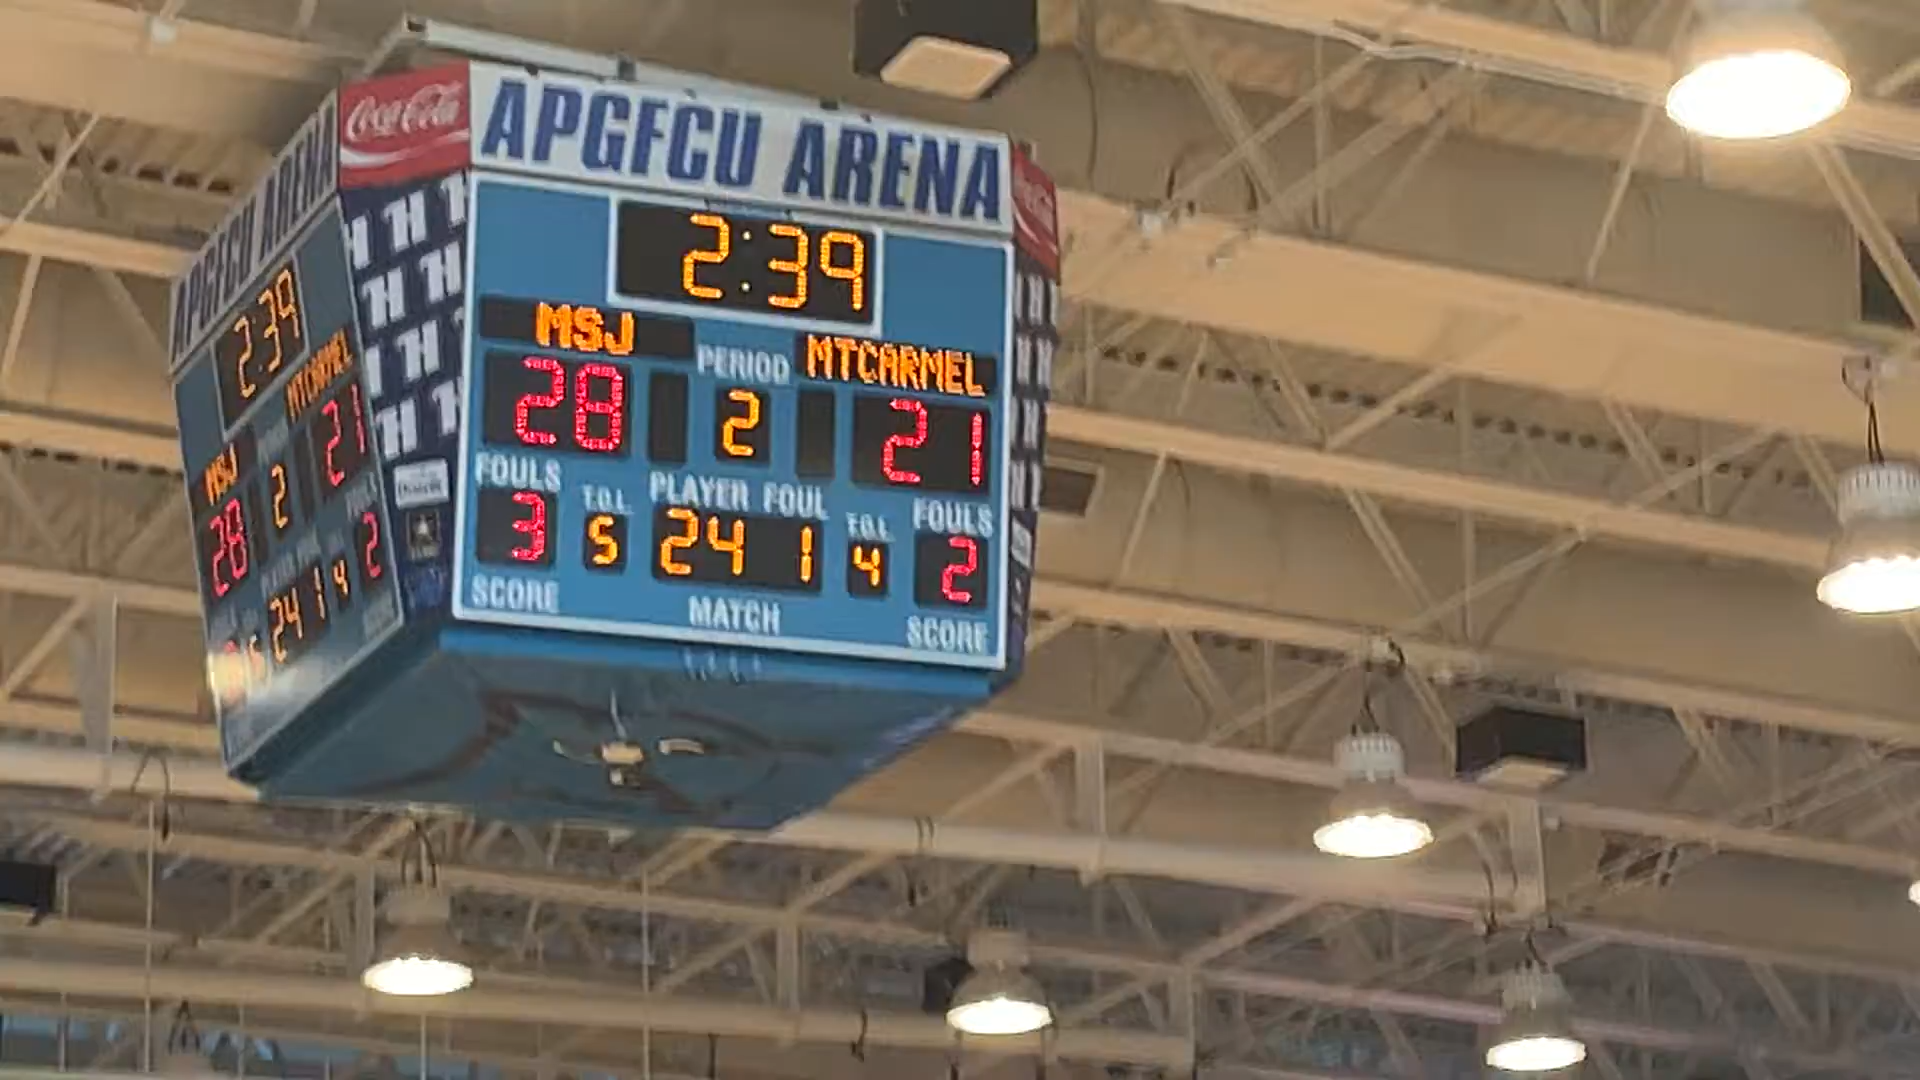 Coca-Cola
APGFCU ARENA
2:39
MSJ
PERIOD
MTCARMEL
28
2
21
FOULS
T.O.L.
PLAYER FOUL
T.O.L.
FOULS
3
5
24 1
4
2
SCORE
MATCH
SCORE
APGFCU ARENA
2:39
MTCARMEL
MSJ
28
2
21
FOULS
24 1
4
2